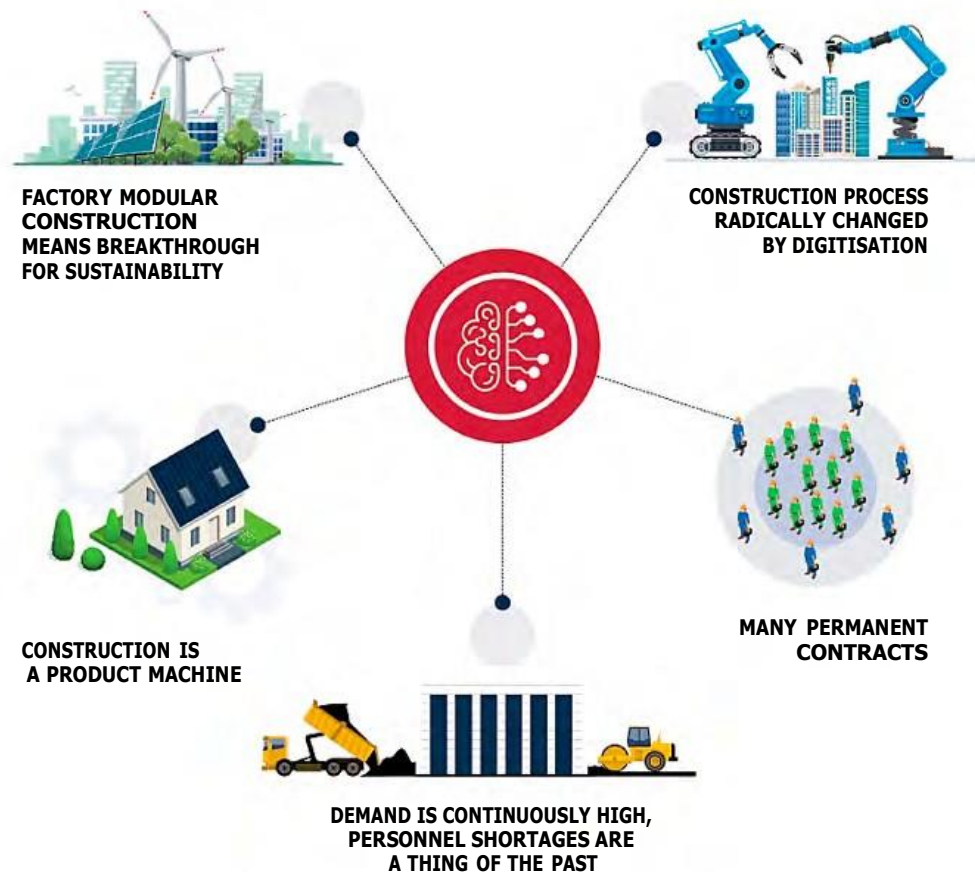 FACTORY MODULAR
CONSTRUCTION
MEANS BREAKTHROUGH
FOR SUSTAINABILITY
CONSTRUCTION PROCESS
RADICALLY CHANGED
BY DIGITISATION
CONSTRUCTION IS
A PRODUCT MACHINE
MANY PERMANENT
CONTRACTS
DEMAND IS CONTINUOUSLY HIGH,
PERSONNEL SHORTAGES ARE
A THING OF THE PAST